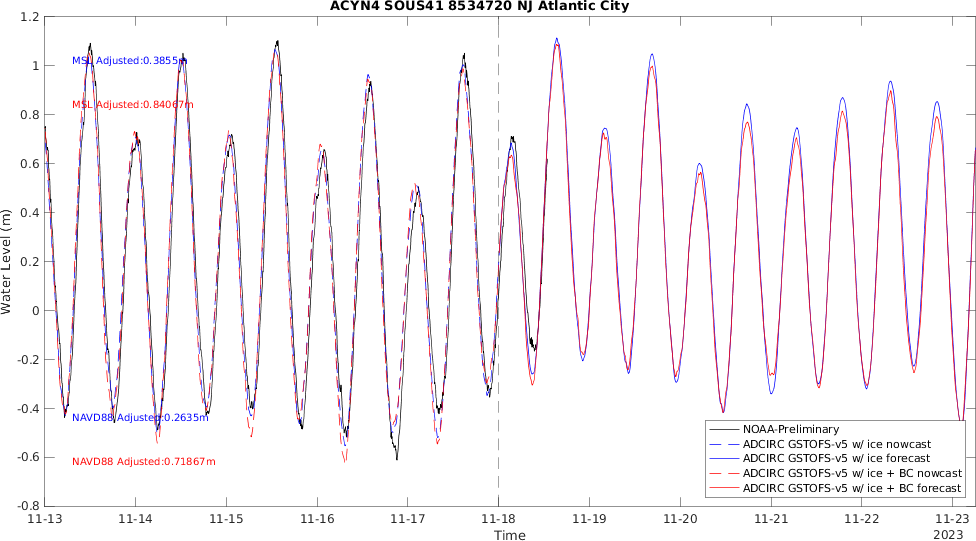 ACYN4 SOUS41 8534720 NJ Atlantic City
1.2
1
0.8
0.6
0.4
0.2
0
-0.2
-0.4
-0.6
-0.8
Water Level (m)
MSL Adjusted:0.3855m
MSL Adjusted:0.84067m
NAVD88 Adjusted:0.2635m
NAVD88 Adjusted:0.71867m
NOAA-Preliminary
ADCIRC GSTOFS-v5 w/ ice nowcast
ADCIRC GSTOFS-v5 w/ ice forecast
ADCIRC GSTOFS-v5 w/ ice + BC nowcast
ADCIRC GSTOFS-v5 w/ ice + BC forecast
11-13 11-14 11-15 11-16 11-17 11-18 11-19 11-20 11-21 11-22 11-23
Time
2023